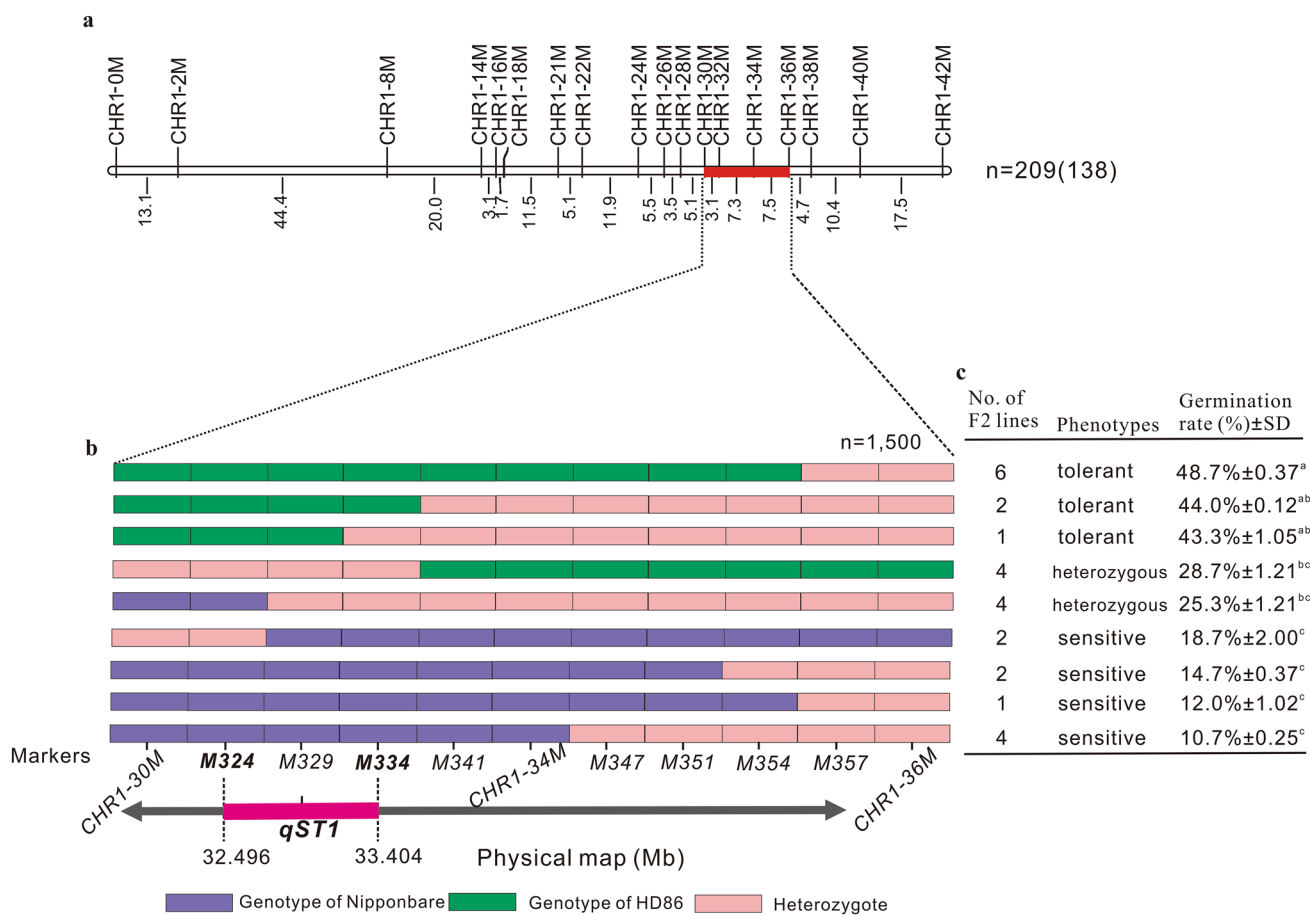 a
CHR1-0M CHR1-2M CHR1-8M CHR1-14M CHR1-16M CHR1-18M CHR1-21M CHR1-22M CHR1-24M CHR1-26M CHR1-28M CHR1-30M CHR1-32M CHR1-34M CHR1-36M CHR1-38M CHR1-40M CHR1-42M
n=209(138)
13.1 44.4 20.0 3.1 1.7 11.5 5.1 11.9 5.5 3.5 5.1 3.1 7.3 7.5 4.7 10.4 17.5
c
No. of F2 lines Phenotypes Germination rate (%)±SD
b
n=1,500
6 tolerant 48.7%±0.37a
2 tolerant 44.0%±0.12ab
1 tolerant 43.3%±1.05ab
4 heterozygous 28.7%±1.21bc
4 heterozygous 25.3%±1.21bc
2 sensitive 18.7%±2.00c
2 sensitive 14.7%±0.37c
1 sensitive 12.0%±1.02c
4 sensitive 10.7%±0.25c
Markers CHR1-30M M324 M329 M334 M341 CHR1-34M M347 M351 M354 M357 CHR1-36M
qST1
32.496 33.404 Physical map (Mb)
Genotype of Nipponbare Genotype of HD86 Heterozygote